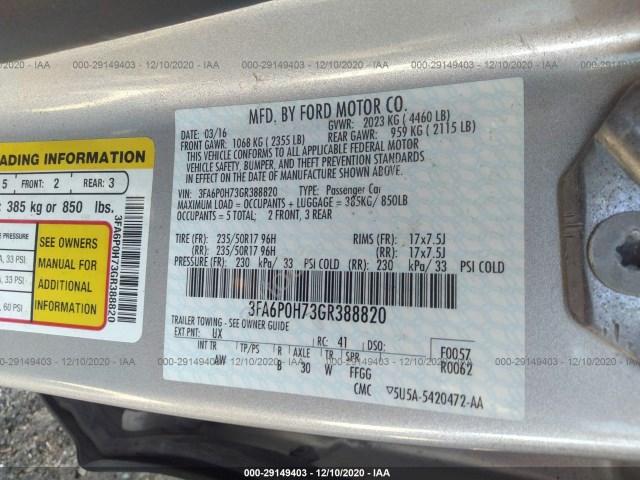 000-29149403 - 12/10/2020 - IAA
000-29149403 - 12/10/2020 - IAA
000-29149403 - 12/10/2020 - IAA
MFD. BY FORD MOTOR CO.
DATE: 03/16
GVWR: 2023 KG ( 4460 LB)
FRONT GAWR: 1068 KG ( 2355 LB)
REAR GAWR: 959 KG ( 2115 LB)
THIS VEHICLE CONFORMS TO ALL APPLICABLE FEDERAL MOTOR
VEHICLE SAFETY, BUMPER, AND THEFT PREVENTION STANDARDS
IN EFFECT ON THE DATE OF MANUFACTURE SHOWN ABOVE.
VIN: 3FA6P0H73GR388820 TYPE: Passenger Car
MAXIMUM LOAD = OCCUPANTS + LUGGAGE = 385KG/ 850LB
OCCUPANTS = 5 TOTAL; 2 FRONT, 3 REAR
TIRE (FR): 235/50R17 96H RIMS (FR): 17x7.5J
(RR): 235/50R17 96H (RR): 17x7.5J
PRESSURE (FR): 230 kPa/ 33 PSI COLD (RR): 230 kPa/ 33 PSI COLD
3FA6P0H73GR388820
TRAILER TOWING - SEE OWNER GUIDE
EXT PNT: UX RC: 41 DSO:
INT TR TP/PS R AXLE TR SPR
AW B 30 W FFGG
F0057
R0062
CMC 5U5A-5420472-AA
ADING INFORMATION
5 FRONT: 2 REAR: 3
: 385 kg or 850 lbs.
PRESSURE
, 33 PSI
, 33 PSI
, 60 PSI
SEE OWNERS
MANUAL FOR
ADDITIONAL
INFORMATION
3FA6P0H73GR388820
000-29149403 - 12/10/2020 - IAA
000-29149403 - 12/10/2020 - IAA
000-29149403 - 12/10/2020 - IAA